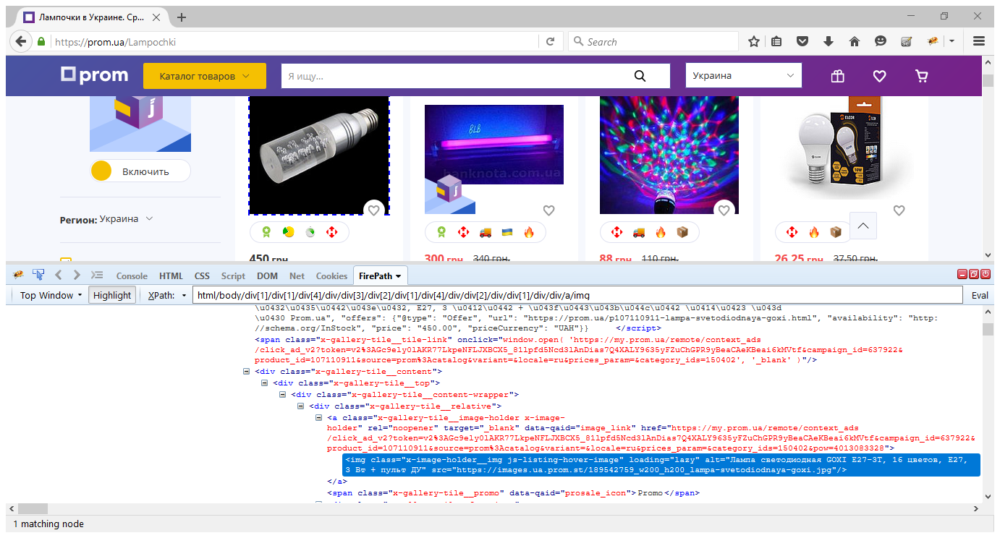 Лампочки в Украине. Ср...
https://prom.ua/Lampochki
Search
prom
Каталог товаров
Я ищу...
Украина
Включить
Регион: Украина
BLB
banknota.com.ua
ELCOR
450 грн.
300 грн. 340 грн.
88 грн. 110 грн.
26,25 грн. 37,50 грн.
Console HTML CSS Script DOM Net Cookies FirePath
Top Window Highlight XPath: html/body/div[1]/div[1]/div[4]/div/div[3]/div[2]/div[1]/div[4]/div/div[2]/div/div[1]/div/div/a/img Eval
\u0432\u0435\u0442\u043e\u0432, E27, 3 \u0412\u0442 + \u043f\u0443\u043b\u044c\u0442 \u0414\u0423 \u043d
\u0430 Prom.ua", "offers": {"@type": "Offer", "url": "https://prom.ua/p107110911-lampa-svetodiodnaya-goxi.html", "availability": "http:
//schema.org/InStock", "price": "450.00", "priceCurrency": "UAH"}} </script>
<span class="x-gallery-tile__tile-link" onclick="window.open( 'https://my.prom.ua/remote/context_ads
/click_ad_v2?token=v2%3AGc9ely0lAKR77LkpeNFLJXBCX5_81lpfd5Ncd3lAnDias7Q4XALY9635yFZuChGPR9yBeaCAeKBeai6kMVtf&campaign_id=637922&
product_id=107110911&source=prom%3Acatalog&variant=&locale=ru&prices_param=&category_ids=150402', '_blank' )"/>
<div class="x-gallery-tile__content">
<div class="x-gallery-tile__top">
<div class="x-gallery-tile__content-wrapper">
<div class="x-gallery-tile__relative">
<a class="x-gallery-tile__image-holder x-image-
holder" rel="noopener" target="_blank" data-qaid="image_link" href="https://my.prom.ua/remote/context_ads
/click_ad_v2?token=v2%3AGc9ely0lAKR77LkpeNFLJXBCX5_81lpfd5Ncd3lAnDias7Q4XALY9635yFZuChGPR9yBeaCAeKBeai6kMVtf&campaign_id=637922&
product_id=107110911&source=prom%3Acatalog&variant=&locale=ru&prices_param=&category_ids=150402&pow=4013083328">
<img class="x-image-holder__img js-listing-hover-image" loading="lazy" alt="Лампа светодиодная GOXI E27-3T, 16 цветов, E27,
3 Вт + пульт ДУ" src="https://images.ua.prom.st/189542759_w200_h200_lampa-svetodiodnaya-goxi.jpg"/>
</a>
<span class="x-gallery-tile__promo" data-qaid="prosale_icon">Promo</span>
1 matching node